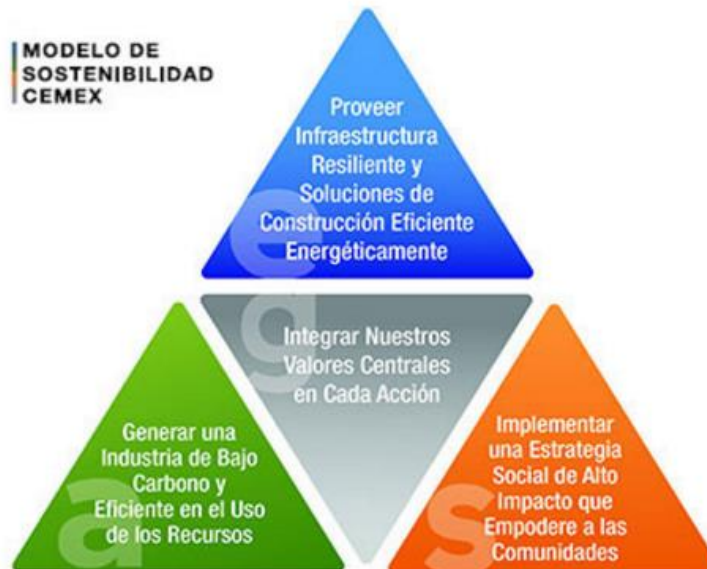 MODELO DE
SOSTENIBILIDAD
CEMEX
Proveer
Infraestructura
Resiliente y
Soluciones de
Construcción Eficiente
Energéticamente
e
g
Integrar Nuestros
Valores Centrales
en Cada Acción
Generar una
Industria de Bajo
Carbono y
Eficiente en el Uso
de los Recursos
a
Implementar
una Estrategia
Social de Alto
Impacto que
Empodere a las
Comunidades
s